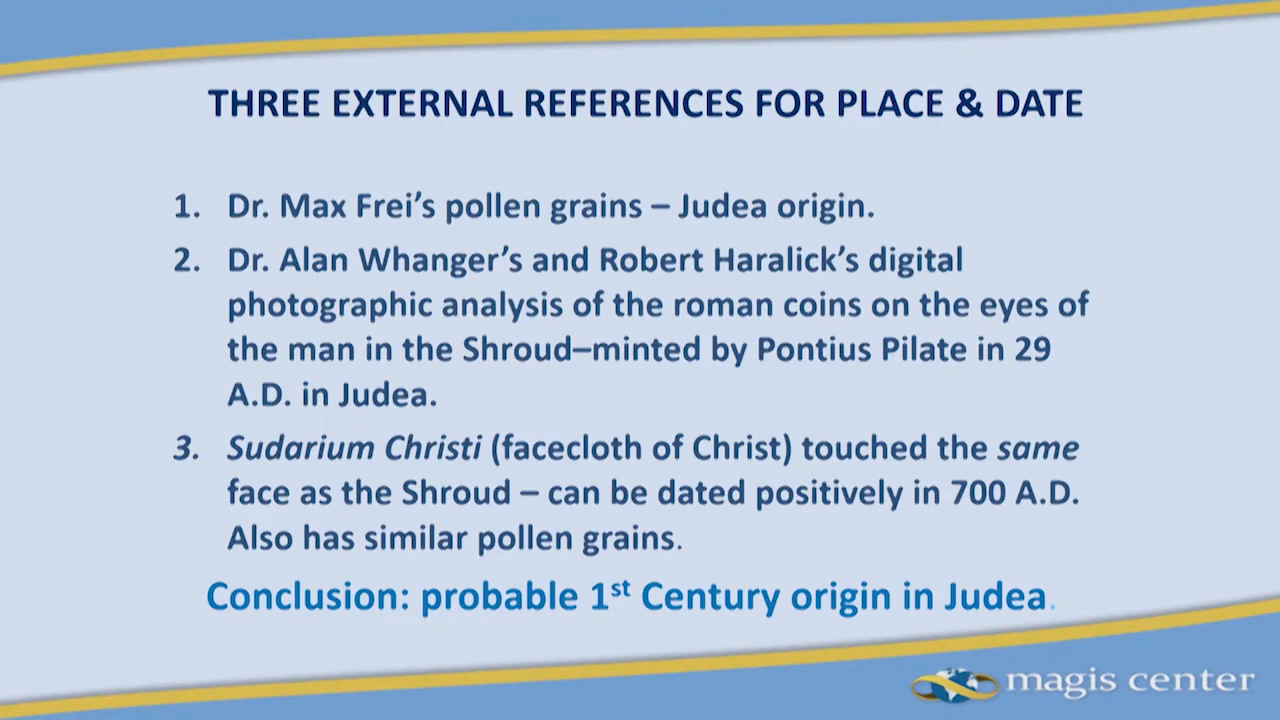 THREE EXTERNAL REFERENCES FOR PLACE & DATE
1. Dr. Max Frei’s pollen grains – Judea origin.
2. Dr. Alan Whanger’s and Robert Haralick’s digital
photographic analysis of the roman coins on the eyes of
the man in the Shroud–minted by Pontius Pilate in 29
A.D. in Judea.
3. Sudarium Christi (facecloth of Christ) touched the same
face as the Shroud – can be dated positively in 700 A.D.
Also has similar pollen grains.
Conclusion: probable 1st Century origin in Judea.
magis center